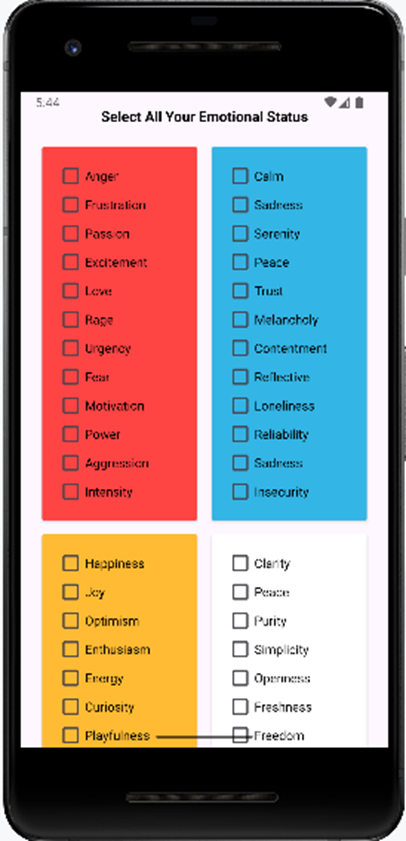 5:44
Select All Your Emotional Status
Anger
Frustration
Passion
Excitement
Love
Rage
Urgency
Fear
Motivation
Power
Aggression
Intensity
Calm
Sadness
Serenity
Peace
Trust
Melancholy
Contentment
Reflective
Loneliness
Reliability
Sadness
Insecurity
Happiness
Joy
Optimism
Enthusiasm
Energy
Curiosity
Playfulness
Clarity
Peace
Purity
Simplicity
Openness
Freshness
Freedom